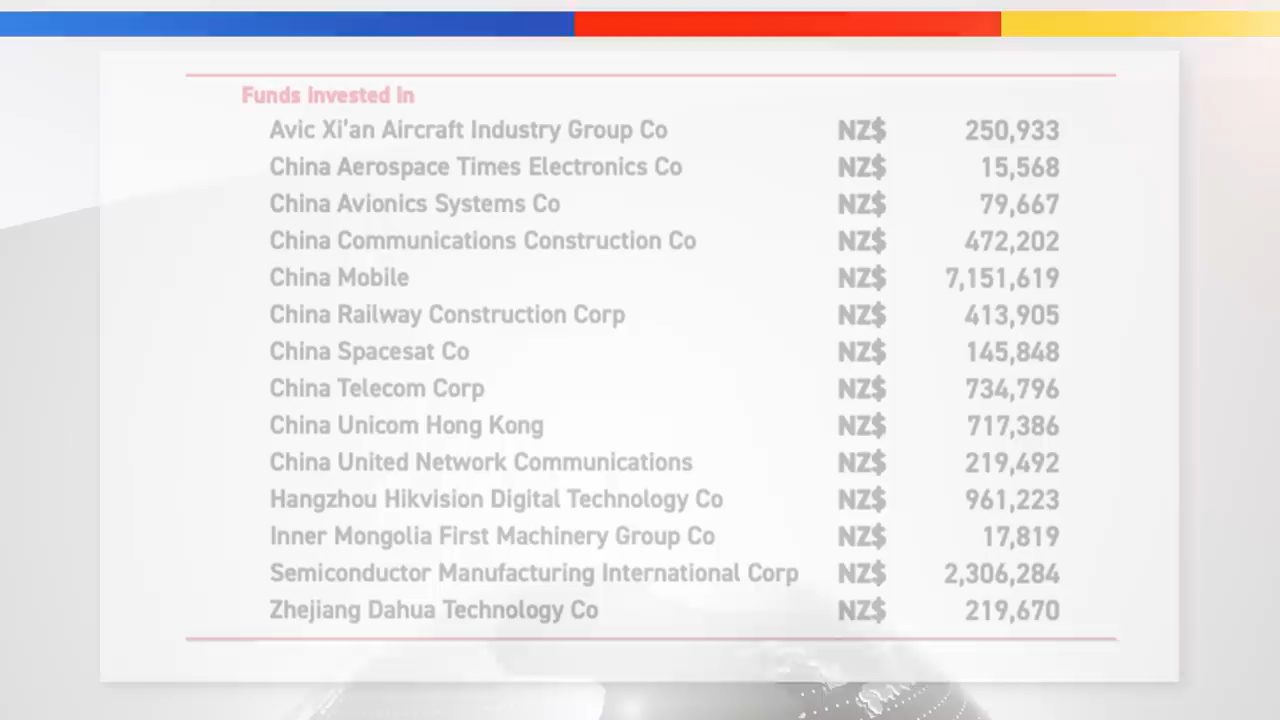 Funds Invested In
Avic Xi'an Aircraft Industry Group Co NZ$ 250,933
China Aerospace Times Electronics Co NZ$ 15,568
China Avionics Systems Co NZ$ 79,667
China Communications Construction Co NZ$ 472,202
China Mobile NZ$ 7,151,619
China Railway Construction Corp NZ$ 413,905
China Spacesat Co NZ$ 145,848
China Telecom Corp NZ$ 734,796
China Unicom Hong Kong NZ$ 717,386
China United Network Communications NZ$ 219,492
Hangzhou Hikvision Digital Technology Co NZ$ 961,223
Inner Mongolia First Machinery Group Co NZ$ 17,819
Semiconductor Manufacturing International Corp NZ$ 2,306,284
Zhejiang Dahua Technology Co NZ$ 219,670